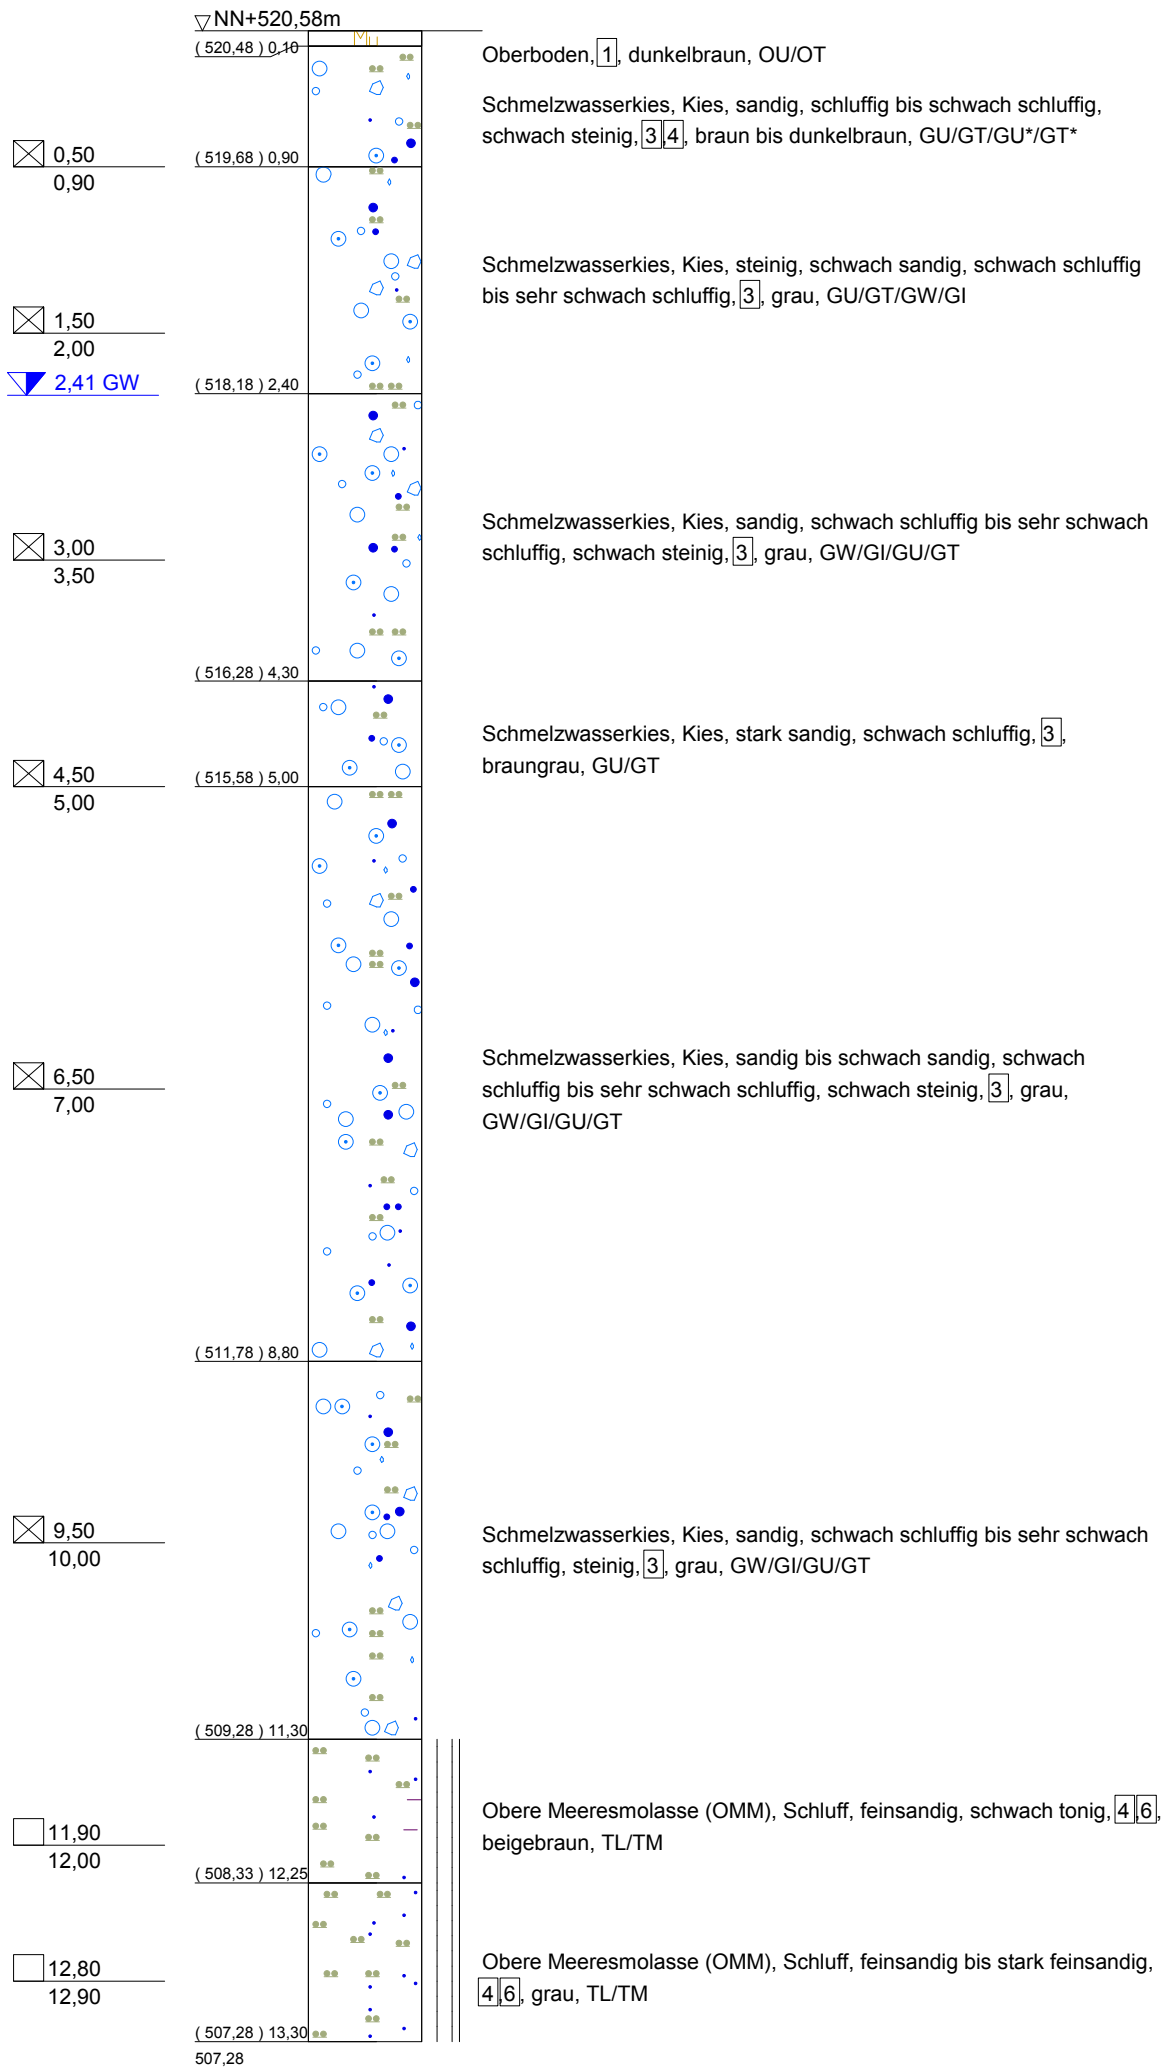 NN+520,58m
( 520,48 ) 0,10
Oberboden, 1, dunkelbraun, OU/OT
Schmelzwasserkies, Kies, sandig, schluffig bis schwach schluffig,
schwach steinig, 3, 4, braun bis dunkelbraun, GU/GT/GU*/GT*
0,50
0,90
( 519,68 ) 0,90
Schmelzwasserkies, Kies, steinig, schwach sandig, schwach schluffig
bis sehr schwach schluffig, 3, grau, GU/GT/GW/GI
1,50
2,00
2,41 GW
( 518,18 ) 2,40
Schmelzwasserkies, Kies, sandig, schwach schluffig bis sehr schwach
schluffig, schwach steinig, 3, grau, GW/GI/GU/GT
3,00
3,50
( 516,28 ) 4,30
Schmelzwasserkies, Kies, stark sandig, schwach schluffig, 3,
braungrau, GU/GT
4,50
5,00
( 515,58 ) 5,00
Schmelzwasserkies, Kies, sandig bis schwach sandig, schwach
schluffig bis sehr schwach schluffig, schwach steinig, 3, grau,
GW/GI/GU/GT
6,50
7,00
( 511,78 ) 8,80
Schmelzwasserkies, Kies, sandig, schwach schluffig bis sehr schwach
schluffig, steinig, 3, grau, GW/GI/GU/GT
9,50
10,00
( 509,28 ) 11,30
Obere Meeresmolasse (OMM), Schluff, feinsandig, schwach tonig, 4, 6,
beigebraun, TL/TM
11,90
12,00
( 508,33 ) 12,25
Obere Meeresmolasse (OMM), Schluff, feinsandig bis stark feinsandig,
4, 6, grau, TL/TM
12,80
12,90
( 507,28 ) 13,30
507,28